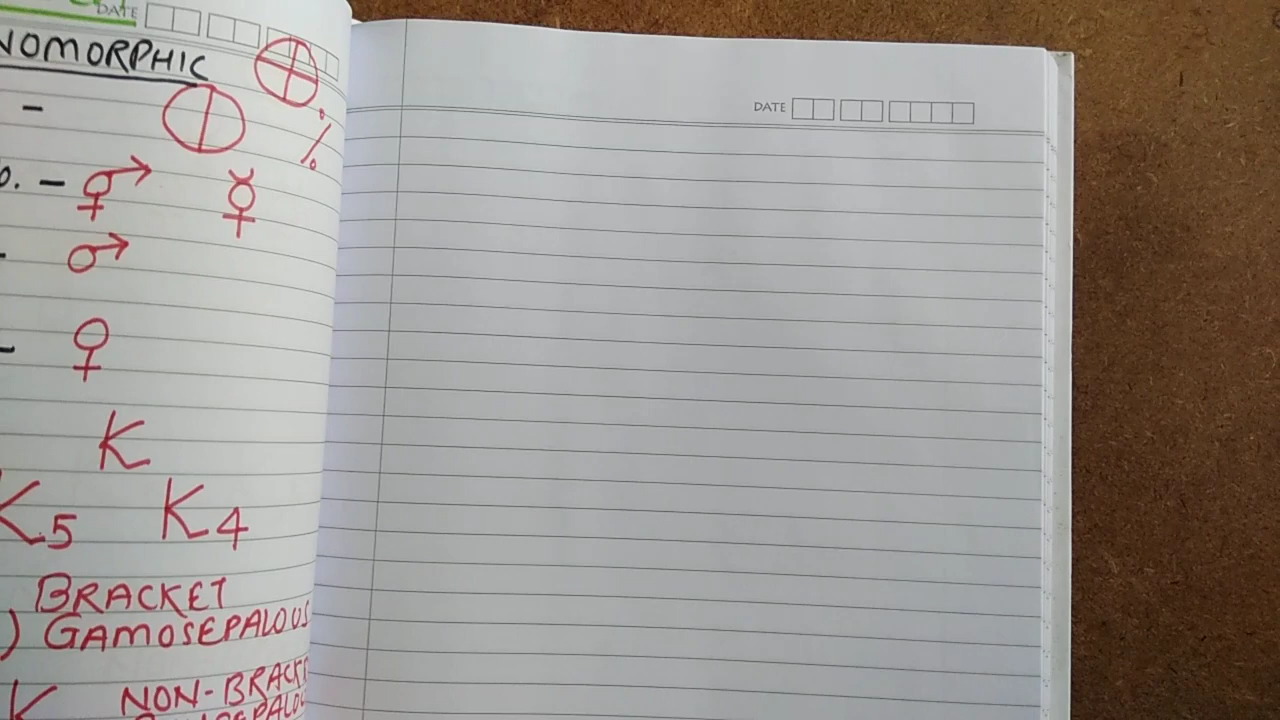 DATE
NOMORPHIC
-
%
O. - ⚥ ☿
- ♂
- ♀
K
K5 K4
BRACKET
) GAMOSEPALOUS
K NON-BRACK
DATE